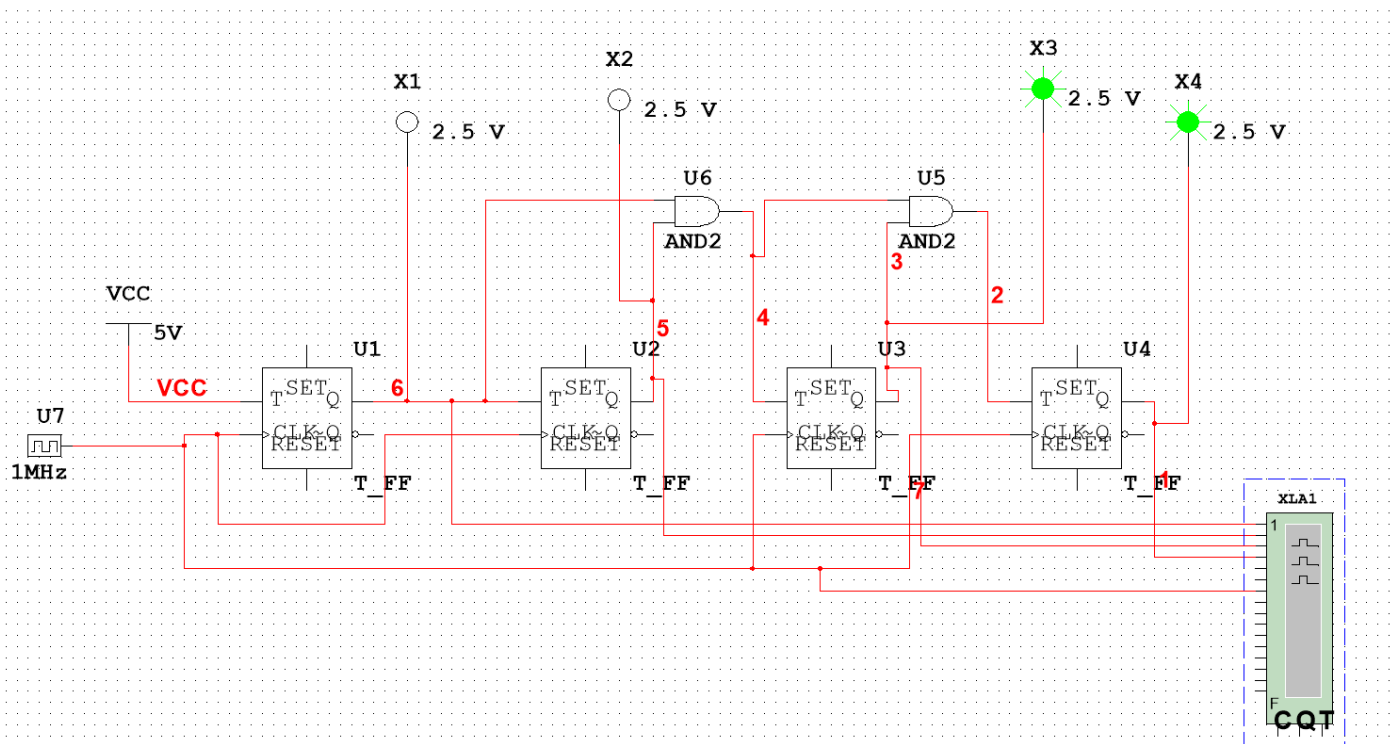 X1
2.5 V
X2
2.5 V
X3
2.5 V
X4
2.5 V
U6
AND2
U5
AND2
3
2
5
4
VCC
5V
VCC
U7
1MHz
U1
SET
T Q
CLK ~Q
RESET
T_FF
6
U2
SET
T Q
CLK ~Q
RESET
T_FF
U3
SET
T Q
CLK ~Q
RESET
T_FF
7
U4
SET
T Q
CLK ~Q
RESET
T_FF
1
XLA1
1
F
C Q T